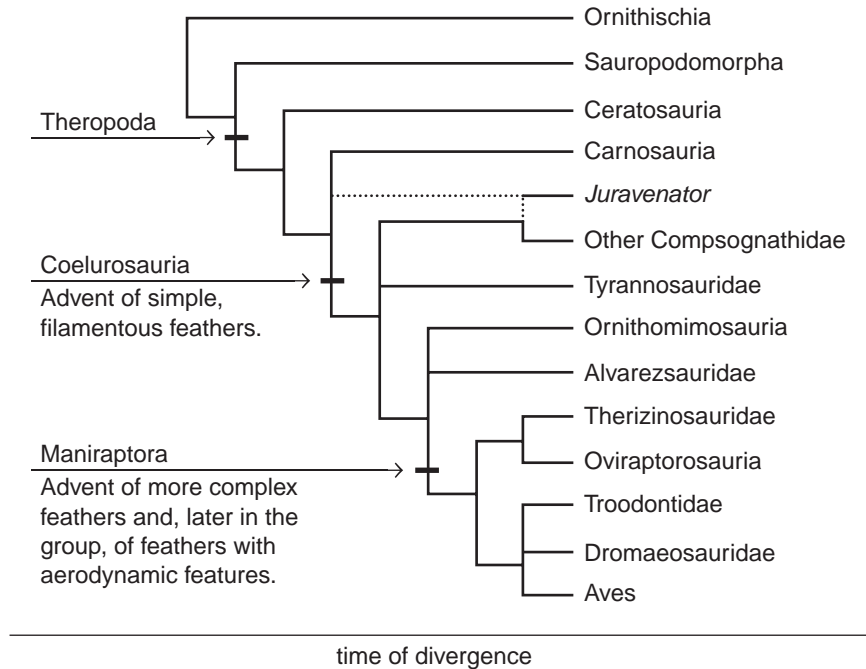 Ornithischia
Sauropodomorpha
Ceratosauria
Theropoda
Carnosauria
Juravenator
Other Compsognathidae
Coelurosauria
Advent of simple,
filamentous feathers.
Tyrannosauridae
Ornithomimosauria
Alvarezsauridae
Therizinosauridae
Maniraptora
Advent of more complex
feathers and, later in the
group, of feathers with
aerodynamic features.
Oviraptorosauria
Troodontidae
Dromaeosauridae
Aves
time of divergence